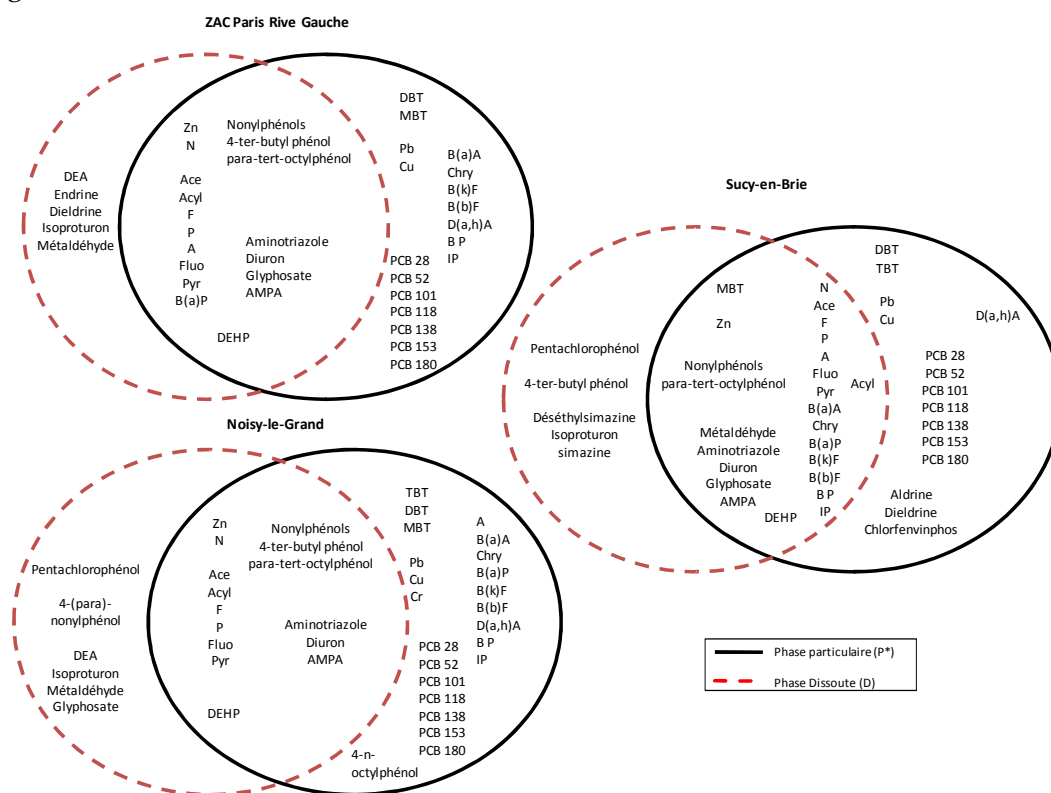 ZAC Paris Rive Gauche
DEA
Endrine
Dieldrine
Isoproturon
Métaldéhyde
Zn
N
Ace
Acyl
F
P
A
Fluo
Pyr
B(a)P
Nonylphénols
4-ter-butyl phénol
para-tert-octylphénol
Aminotriazole
Diuron
Glyphosate
AMPA
DEHP
DBT
MBT
Pb
Cu
B(a)A
Chry
B(k)F
B(b)F
D(a,h)A
B P
IP
PCB 28
PCB 52
PCB 101
PCB 118
PCB 138
PCB 153
PCB 180
Sucy-en-Brie
Pentachlorophénol
4-ter-butyl phénol
Déséthylsimazine
Isoproturon
simazine
MBT
Zn
Nonylphénols
para-tert-octylphénol
Métaldéhyde
Aminotriazole
Diuron
Glyphosate
AMPA
DEHP
N
Ace
F
P
A
Fluo
Pyr
B(a)A
Chry
B(a)P
B(k)F
B(b)F
B P
IP
Acyl
DBT
TBT
Pb
Cu
D(a,h)A
PCB 28
PCB 52
PCB 101
PCB 118
PCB 138
PCB 153
PCB 180
Aldrine
Dieldrine
Chlorfenvinphos
Noisy-le-Grand
Pentachlorophénol
4-(para)-
nonylphénol
DEA
Isoproturon
Métaldéhyde
Glyphosate
Zn
N
Ace
Acyl
F
P
Fluo
Pyr
DEHP
Nonylphénols
4-ter-butyl phénol
para-tert-octylphénol
Aminotriazole
Diuron
AMPA
TBT
DBT
MBT
Pb
Cu
Cr
A
B(a)A
Chry
B(a)P
B(k)F
B(b)F
D(a,h)A
B P
IP
PCB 28
PCB 52
PCB 101
PCB 118
PCB 138
PCB 153
PCB 180
4-n-
octylphénol
Phase particulaire (P*)
Phase Dissoute (D)